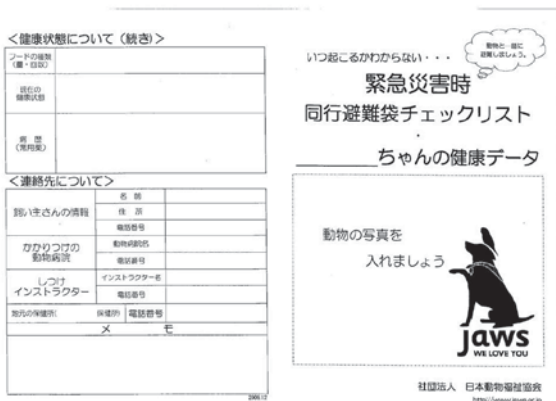 ＜健康状態について（続き）＞
フードの種類
（量・回数）
現在の
健康状態
病 歴
（常用薬）
＜連絡先について＞
飼い主さんの情報
名 前
住 所
電話番号
かかりつけの
動物病院
動物病院名
電話番号
しつけ
インストラクター
インストラクター名
電話番号
地元の保健所（ 保健所） 電話番号
メ モ
2006.12
動物と一緒に
避難しましょう。
いつ起こるかわからない・・・
緊急災害時
同行避難袋チェックリスト
・
＿＿＿＿＿ちゃんの健康データ
動物の写真を
入れましょう
jaws
WE LOVE YOU
社団法人 日本動物福祉協会